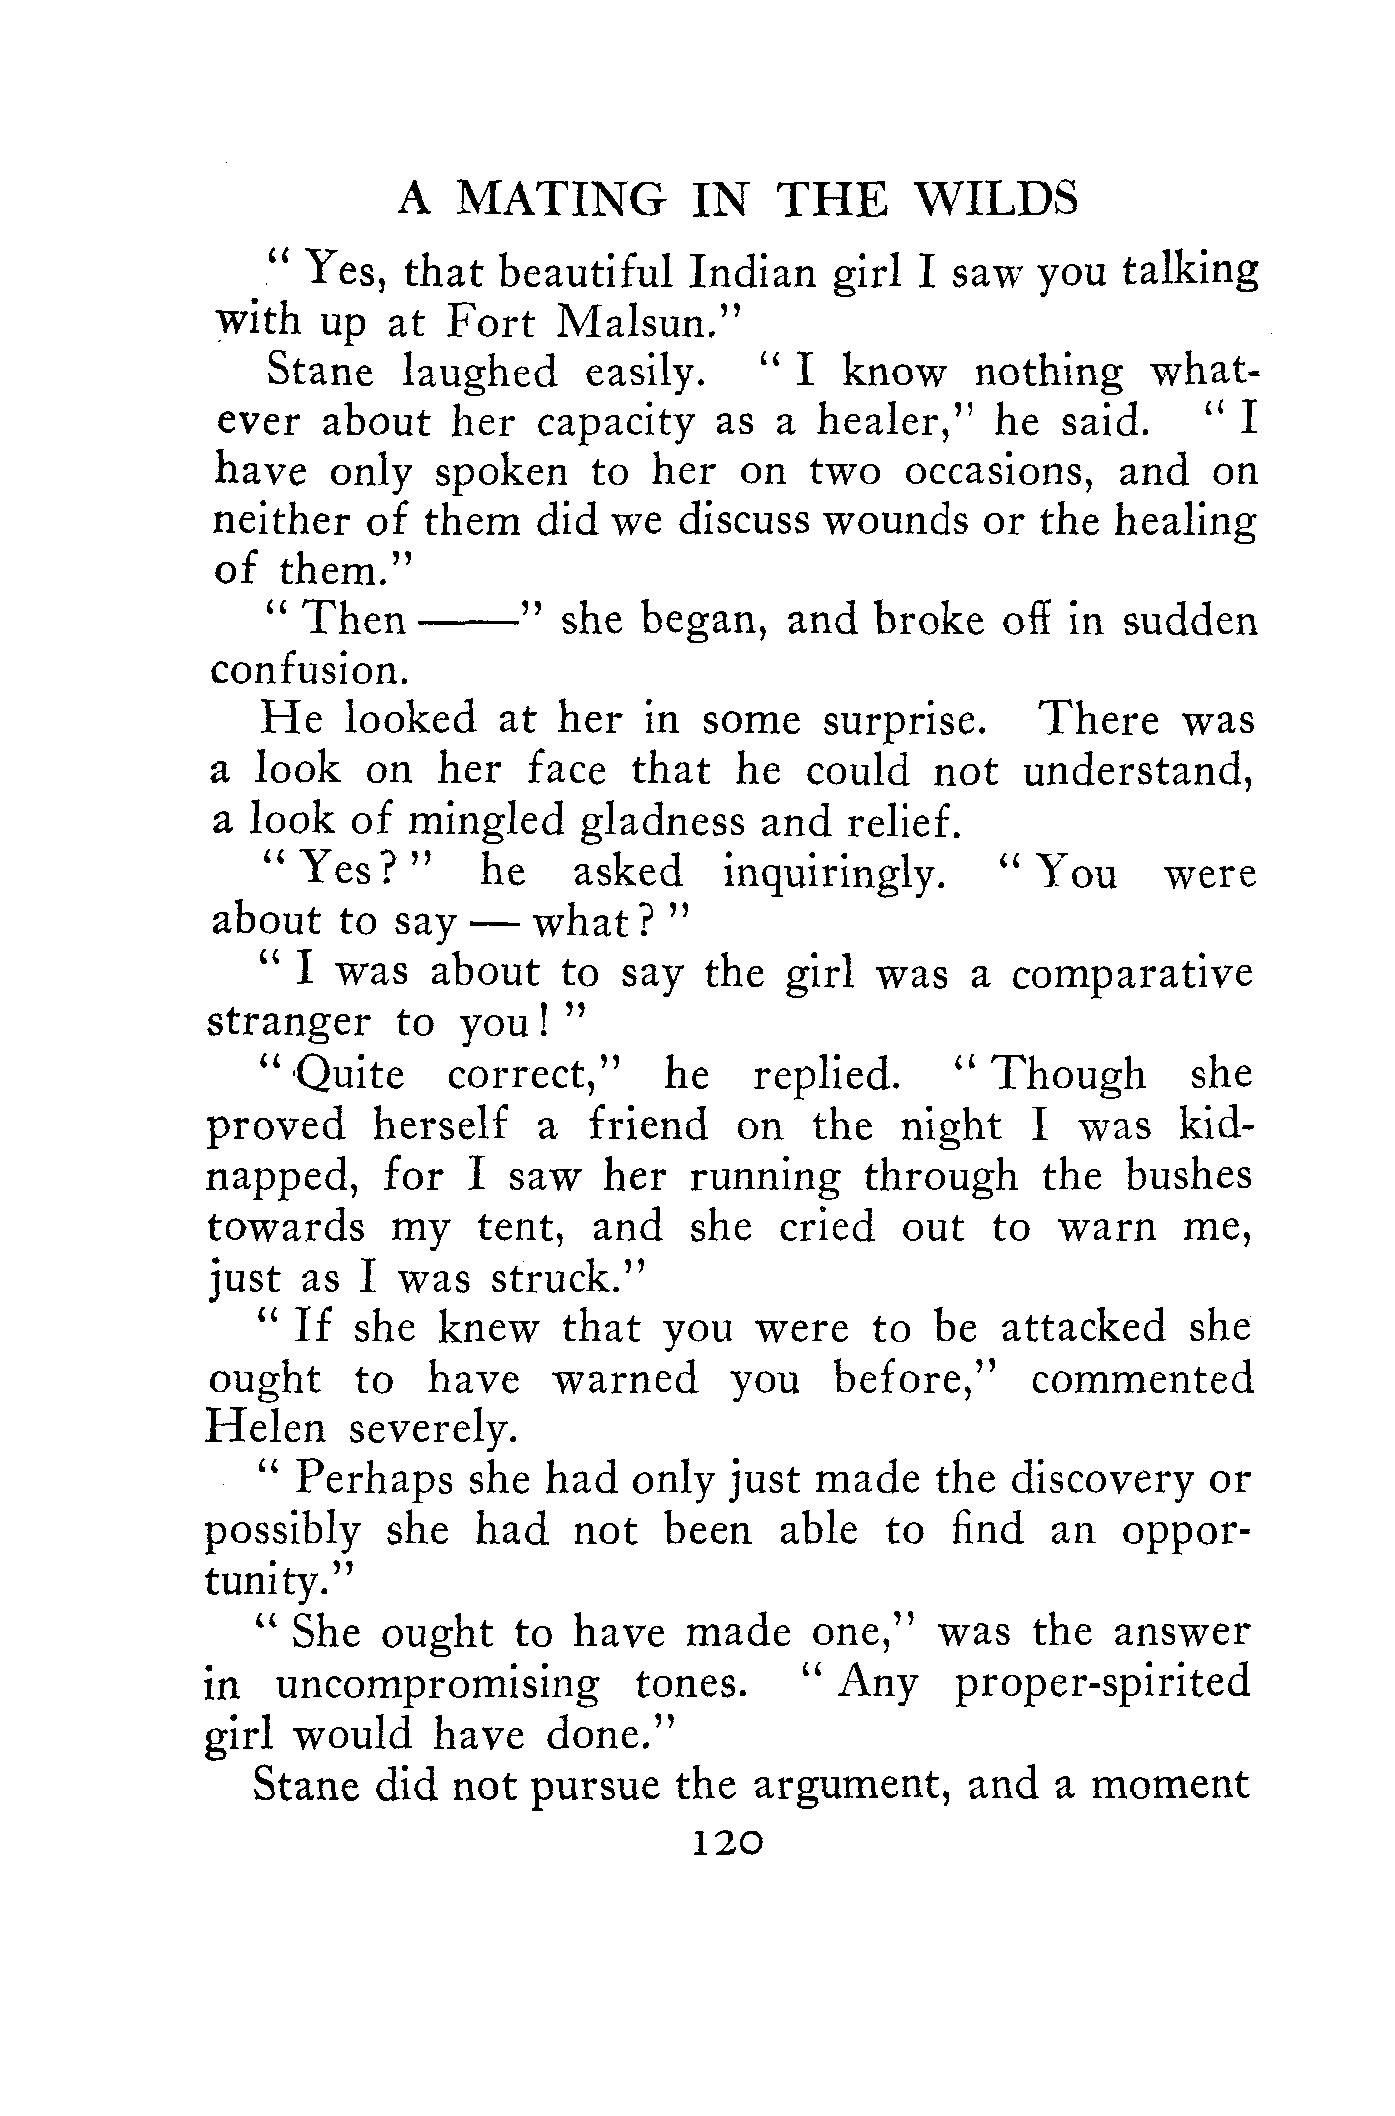 A MATING IN THE WILDS
" Yes, that beautiful Indian girl I saw you talking
with up at Fort Malsun."
Stane laughed easily. " I know nothing what-
ever about her capacity as a healer," he said. " I
have only spoken to her on two occasions, and on
neither of them did we discuss wounds or the healing
of them."
" Then ——" she began, and broke off in sudden
confusion.
He looked at her in some surprise. There was
a look on her face that he could not understand,
a look of mingled gladness and relief.
" Yes? " he asked inquiringly. " You were
about to say — what? "
" I was about to say the girl was a comparative
stranger to you! "
" Quite correct," he replied. " Though she
proved herself a friend on the night I was kid-
napped, for I saw her running through the bushes
towards my tent, and she cried out to warn me,
just as I was struck."
" If she knew that you were to be attacked she
ought to have warned you before," commented
Helen severely.
" Perhaps she had only just made the discovery or
possibly she had not been able to find an oppor-
tunity."
" She ought to have made one," was the answer
in uncompromising tones. " Any proper-spirited
girl would have done."
Stane did not pursue the argument, and a moment
120